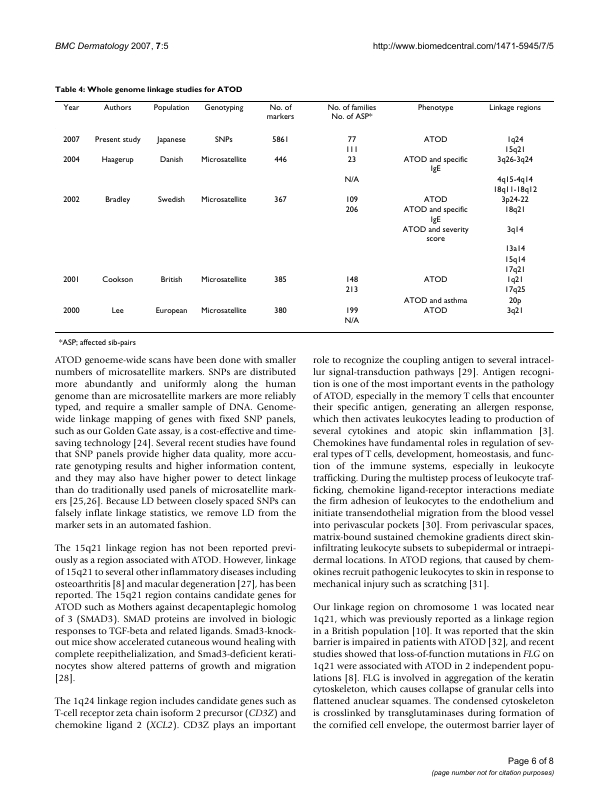 BMC Dermatology 2007, 7:5
http://www.biomedcentral.com/1471-5945/7/5
Table 4: Whole genome linkage studies for ATOD
Year Authors Population Genotyping No. of markers No. of families No. of ASP* Phenotype Linkage regions
2007 Present study Japanese SNPs 5861 77 ATOD 1q24
111 15q21
2004 Haagerup Danish Microsatellite 446 23 ATOD and specific IgE 3q26-3q24
N/A 4q15-4q14
18q11-18q12
2002 Bradley Swedish Microsatellite 367 109 ATOD 3p24-22
206 ATOD and specific IgE 18q21
ATOD and severity score 3q14
13a14
15q14
17q21
2001 Cookson British Microsatellite 385 148 ATOD 1q21
213 17q25
ATOD and asthma 20p
2000 Lee European Microsatellite 380 199 ATOD 3q21
N/A
*ASP; affected sib-pairs
ATOD genoeme-wide scans have been done with smaller
numbers of microsatellite markers. SNPs are distributed
more abundantly and uniformly along the human
genome than are microsatellite markers are more reliably
typed, and require a smaller sample of DNA. Genome-
wide linkage mapping of genes with fixed SNP panels,
such as our Golden Gate assay, is a cost-effective and time-
saving technology [24]. Several recent studies have found
that SNP panels provide higher data quality, more accu-
rate genotyping results and higher information content,
and they may also have higher power to detect linkage
than do traditionally used panels of microsatellite mark-
ers [25,26]. Because LD between closely spaced SNPs can
falsely inflate linkage statistics, we remove LD from the
marker sets in an automated fashion.
The 15q21 linkage region has not been reported previ-
ously as a region associated with ATOD. However, linkage
of 15q21 to several other inflammatory diseases including
osteoarthritis [8] and macular degeneration [27], has been
reported. The 15q21 region contains candidate genes for
ATOD such as Mothers against decapentaplegic homolog
of 3 (SMAD3). SMAD proteins are involved in biologic
responses to TGF-beta and related ligands. Smad3-knock-
out mice show accelerated cutaneous wound healing with
complete reepithelialization, and Smad3-deficient kerati-
nocytes show altered patterns of growth and migration
[28].
The 1q24 linkage region includes candidate genes such as
T-cell receptor zeta chain isoform 2 precursor (CD3Z) and
chemokine ligand 2 (XCL2). CD3Z plays an important
role to recognize the coupling antigen to several intracel-
lur signal-transduction pathways [29]. Antigen recogni-
tion is one of the most important events in the pathology
of ATOD, especially in the memory T cells that encounter
their specific antigen, generating an allergen response,
which then activates leukocytes leading to production of
several cytokines and atopic skin inflammation [3].
Chemokines have fundamental roles in regulation of sev-
eral types of T cells, development, homeostasis, and func-
tion of the immune systems, especially in leukocyte
trafficking. During the multistep process of leukocyte traf-
ficking, chemokine ligand-receptor interactions mediate
the firm adhesion of leukocytes to the endothelium and
initiate transendothelial migration from the blood vessel
into perivascular pockets [30]. From perivascular spaces,
matrix-bound sustained chemokine gradients direct skin-
infiltrating leukocyte subsets to subepidermal or intraepi-
dermal locations. In ATOD regions, that caused by chem-
okines recruit pathogenic leukocytes to skin in response to
mechanical injury such as scratching [31].
Our linkage region on chromosome 1 was located near
1q21, which was previously reported as a linkage region
in a British population [10]. It was reported that the skin
barrier is impaired in patients with ATOD [32], and recent
studies showed that loss-of-function mutations in FLG on
1q21 were associated with ATOD in 2 independent popu-
lations [8]. FLG is involved in aggregation of the keratin
cytoskeleton, which causes collapse of granular cells into
flattened anuclear squames. The condensed cytoskeleton
is crosslinked by transglutaminases during formation of
the cornified cell envelope, the outermost barrier layer of
Page 6 of 8
(page number not for citation purposes)